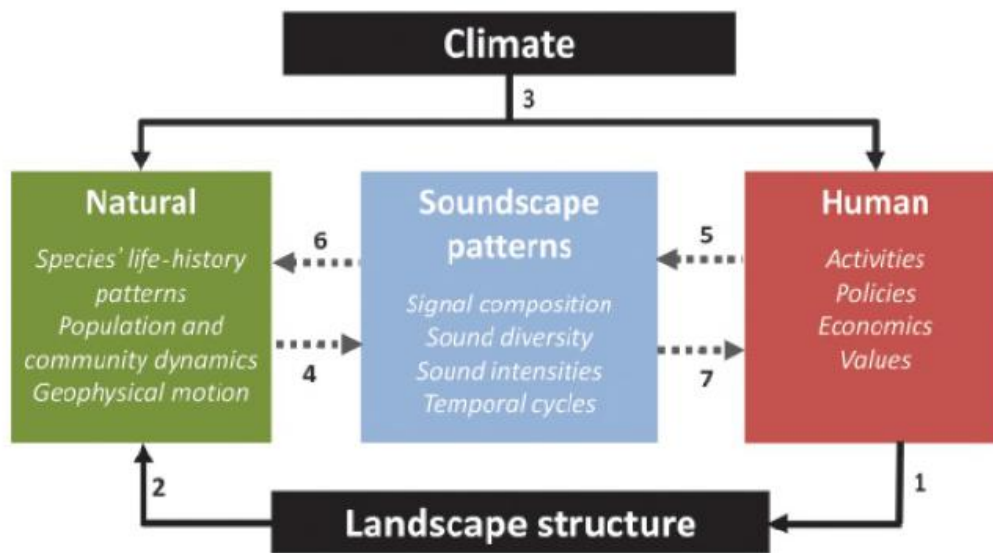 Climate
3
Natural
Species' life-history
patterns
Population and
community dynamics
Geophysical motion
6
4
Soundscape
patterns
Signal composition
Sound diversity
Sound intensities
Temporal cycles
5
7
Human
Activities
Policies
Economics
Values
2
Landscape structure
1